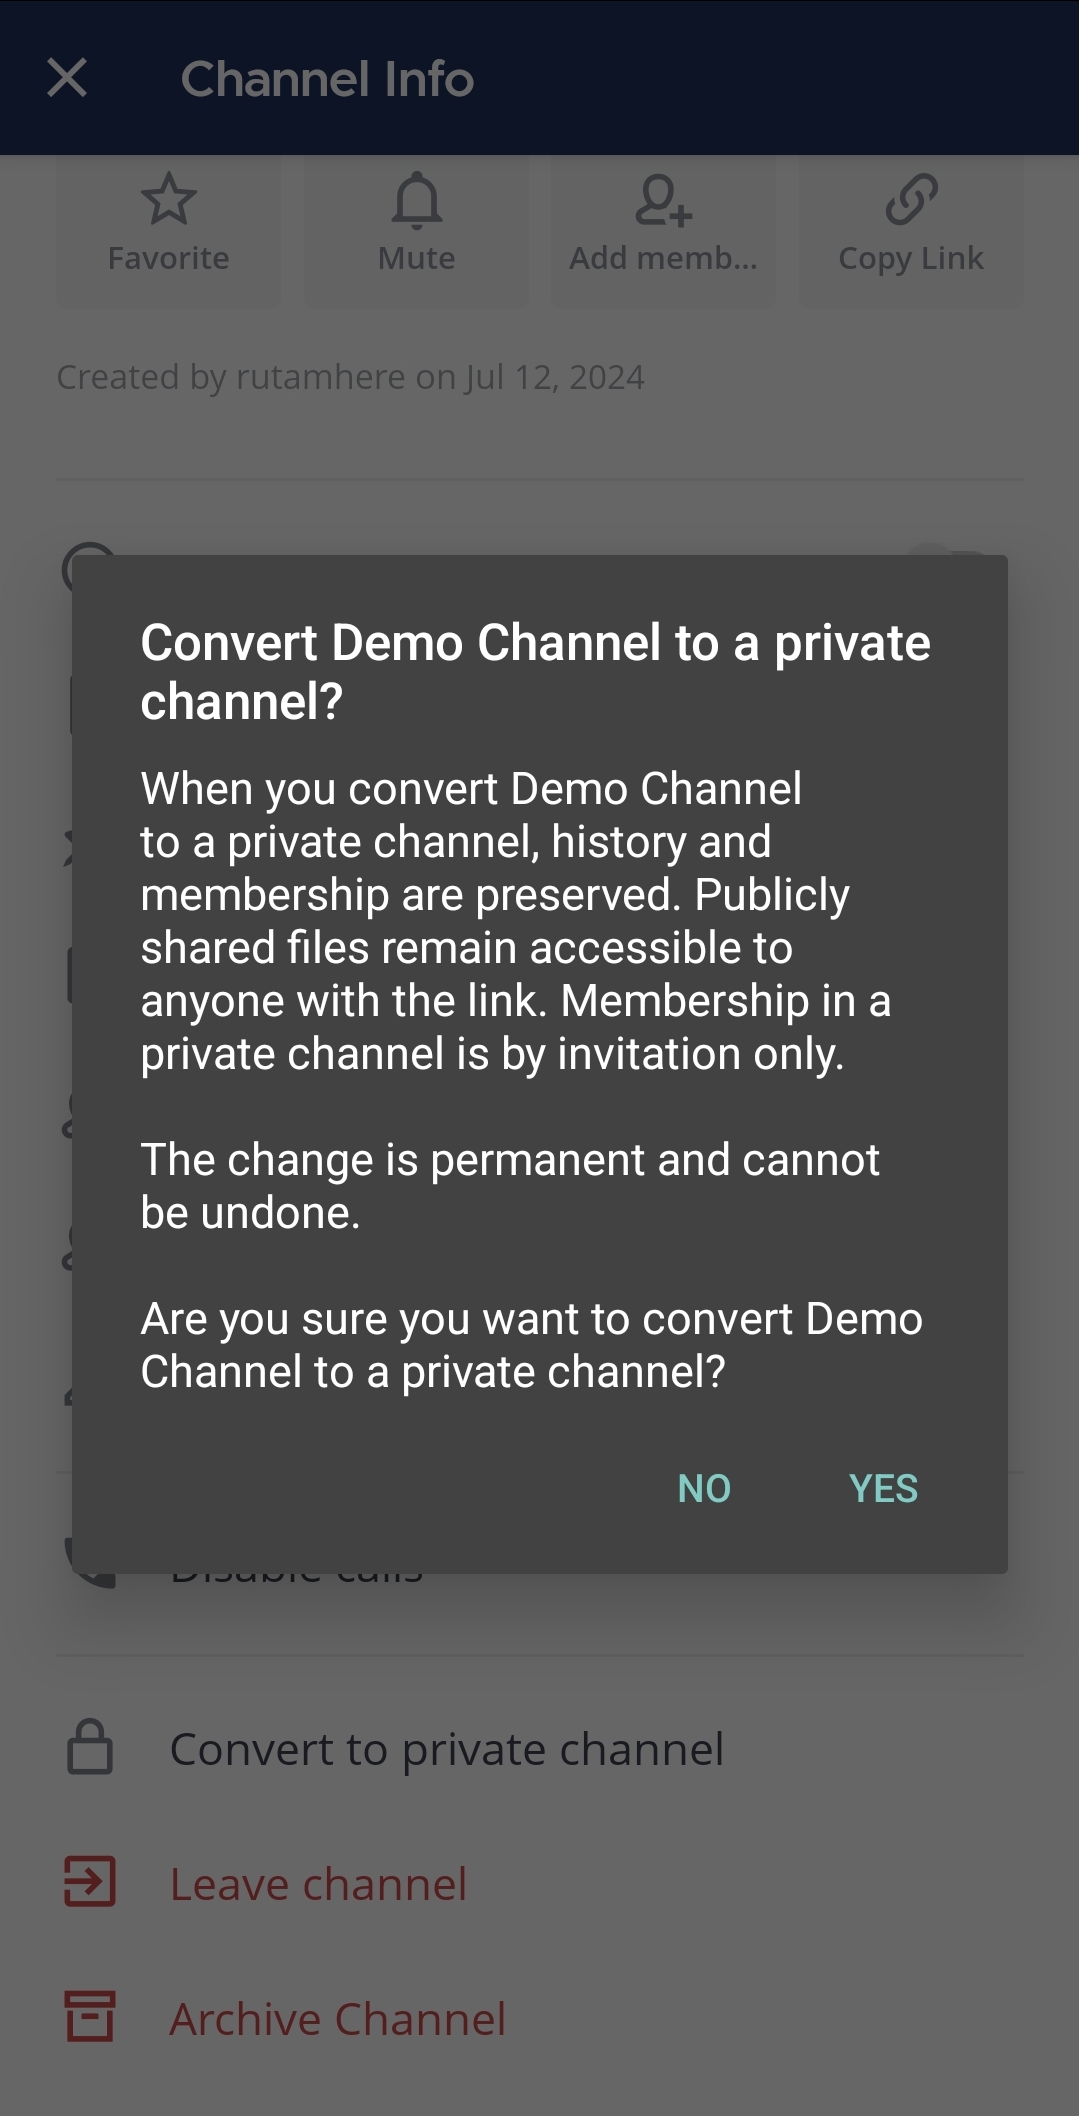 Channel Info
Favorite
Mute
Add memb...
Copy Link
Created by rutamhere on Jul 12, 2024
Convert Demo Channel to a private
channel?
When you convert Demo Channel
to a private channel, history and
membership are preserved. Publicly
shared files remain accessible to
anyone with the link. Membership in a
private channel is by invitation only.
The change is permanent and cannot
be undone.
Are you sure you want to convert Demo
Channel to a private channel?
NO
YES
Disable calls
Convert to private channel
Leave channel
Archive Channel